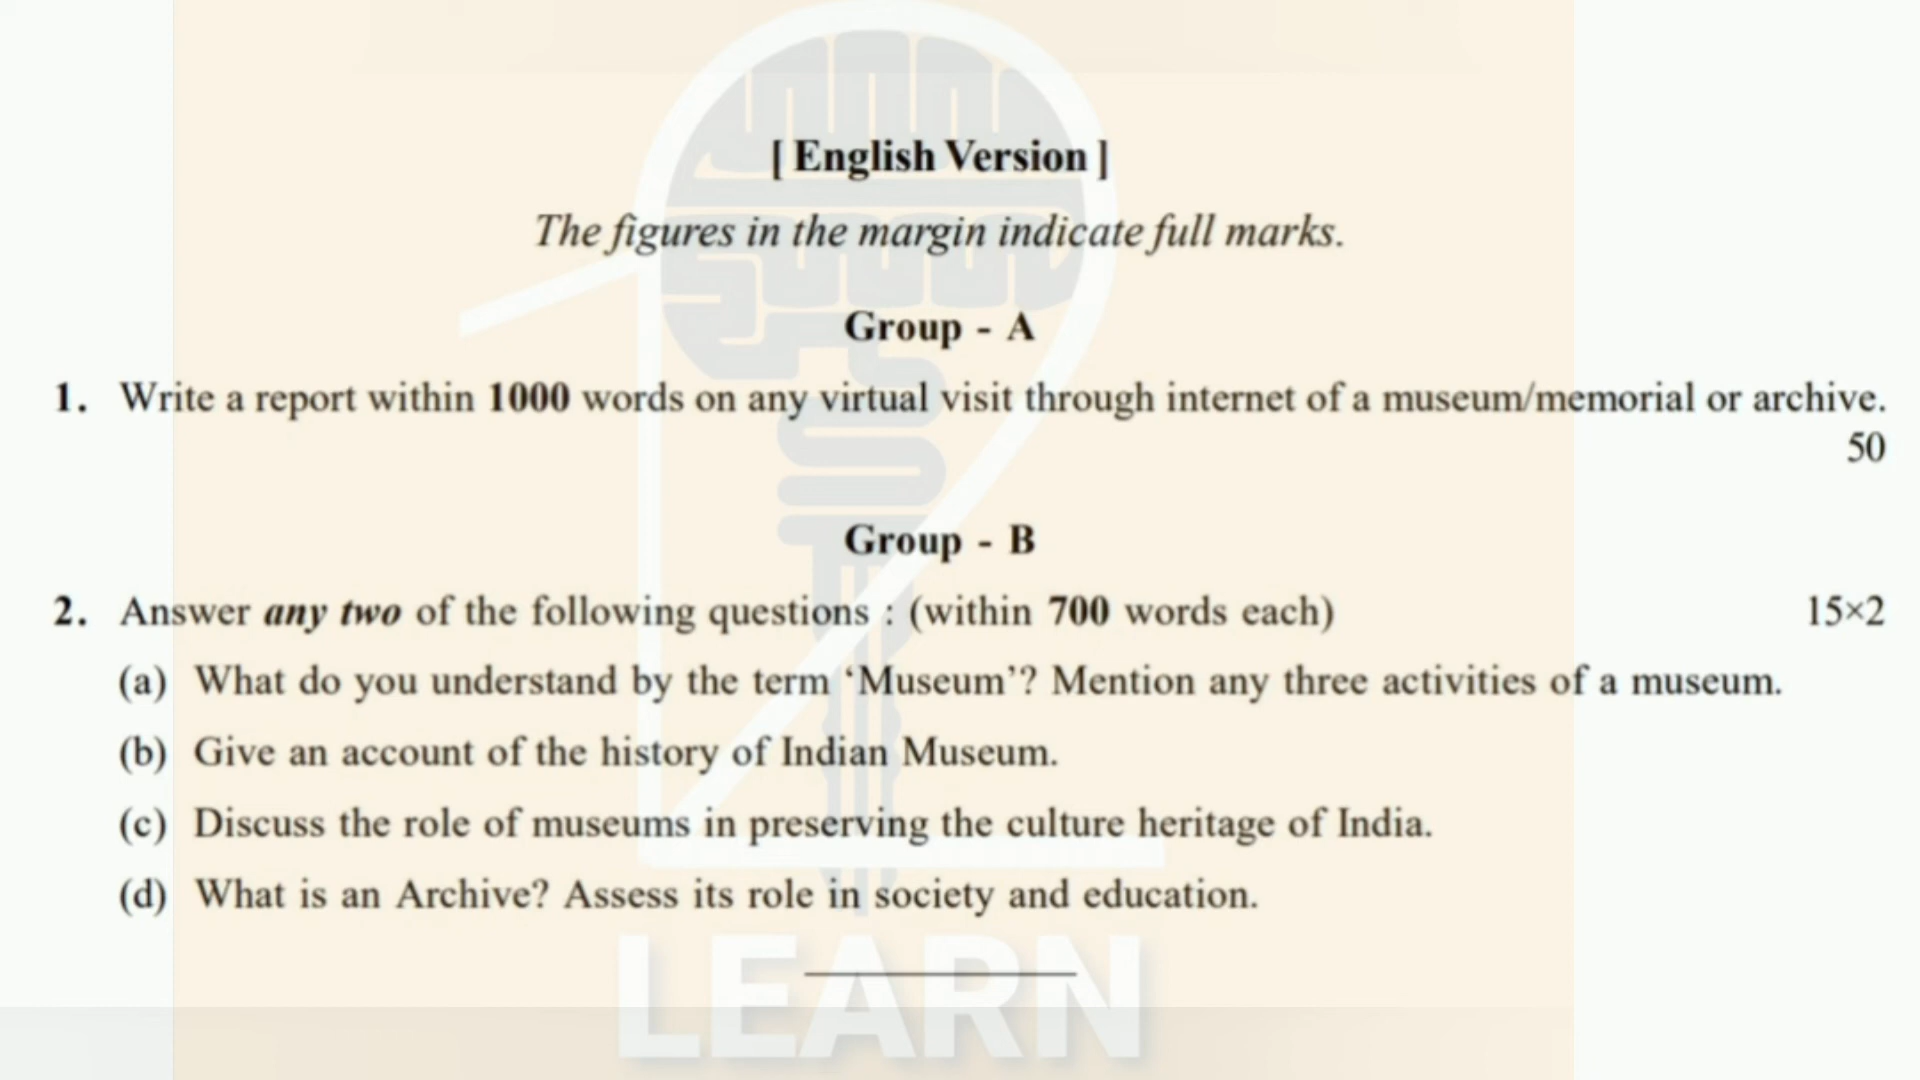 [ English Version ]
The figures in the margin indicate full marks.
Group - A
1. Write a report within 1000 words on any virtual visit through internet of a museum/memorial or archive.
50
Group - B
2. Answer any two of the following questions : (within 700 words each) 15×2
(a) What do you understand by the term ‘Museum’? Mention any three activities of a museum.
(b) Give an account of the history of Indian Museum.
(c) Discuss the role of museums in preserving the culture heritage of India.
(d) What is an Archive? Assess its role in society and education.
LEARN